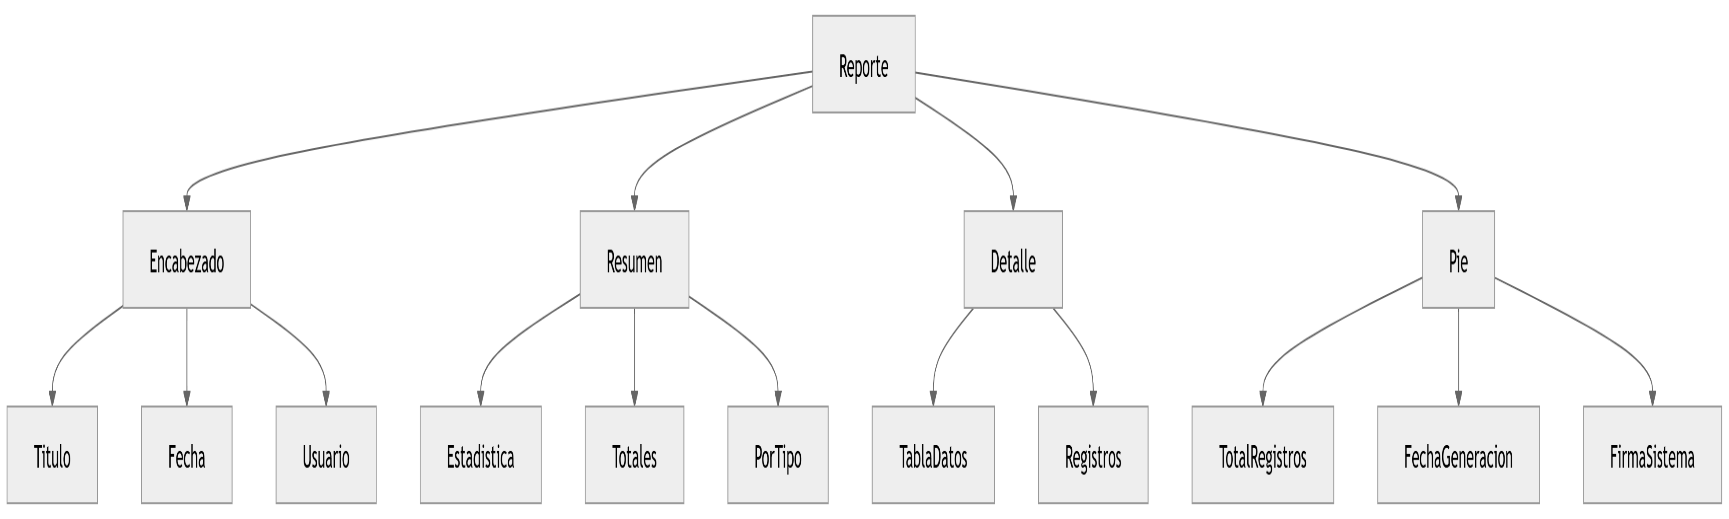 Reporte
Encabezado
Resumen
Detalle
Pie
Titulo
Fecha
Usuario
Estadistica
Totales
PorTipo
TablaDatos
Registros
TotalRegistros
FechaGeneracion
FirmaSistema